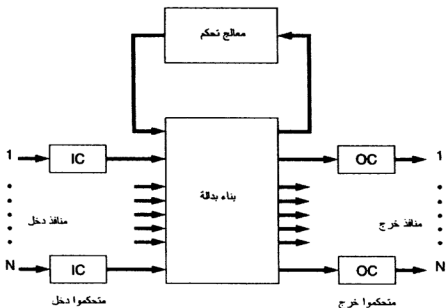 معالج تحكم
1
IC
OC
1
بناء بدالة
منافذ دخل
منافذ خرج
N
IC
OC
N
متحكموا دخل
متحكموا خرج